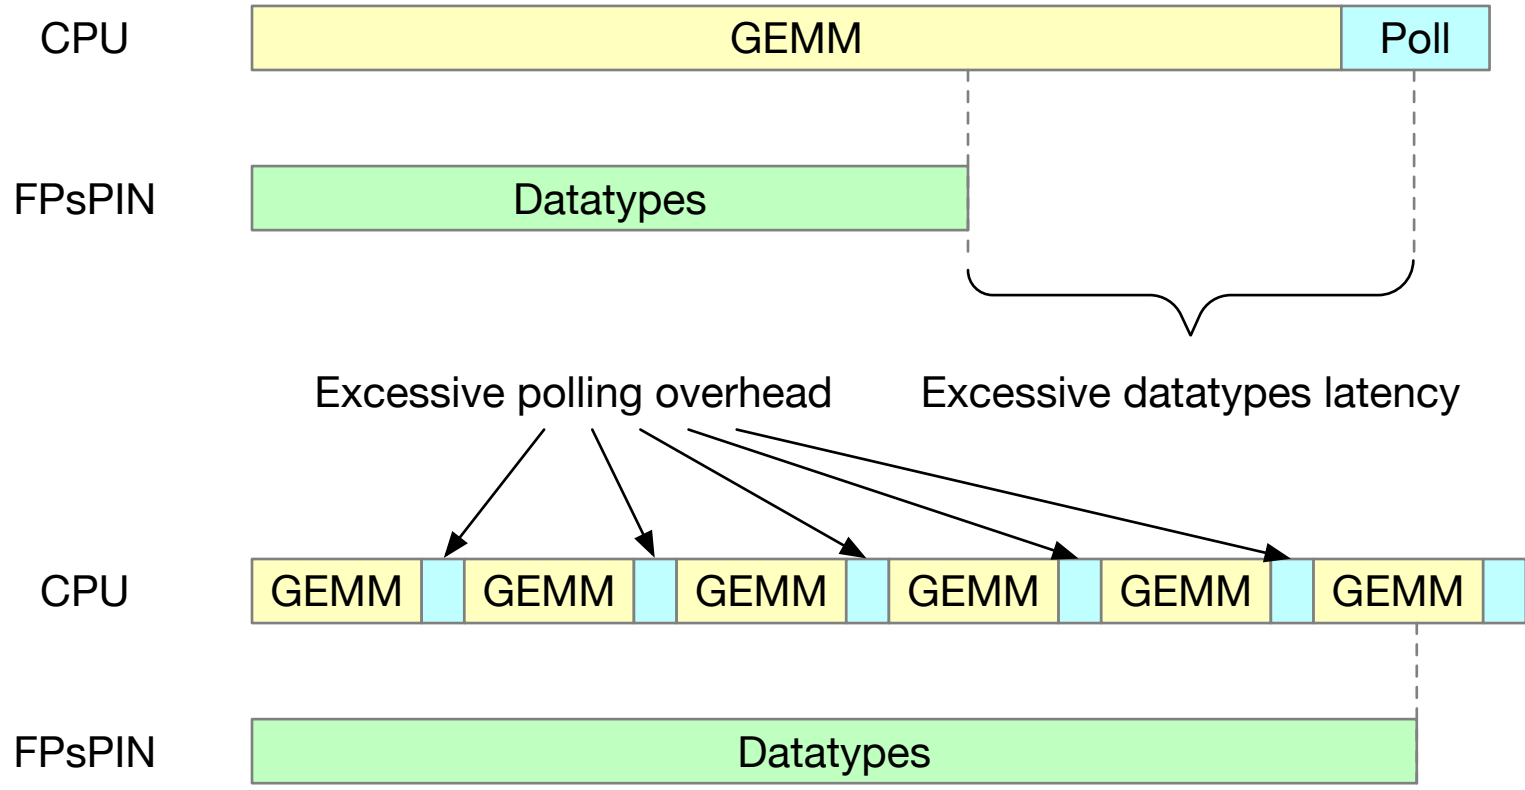 CPU GEMM Poll
FPsPIN Datatypes
Excessive polling overhead Excessive datatypes latency
CPU GEMM GEMM GEMM GEMM GEMM GEMM
FPsPIN Datatypes